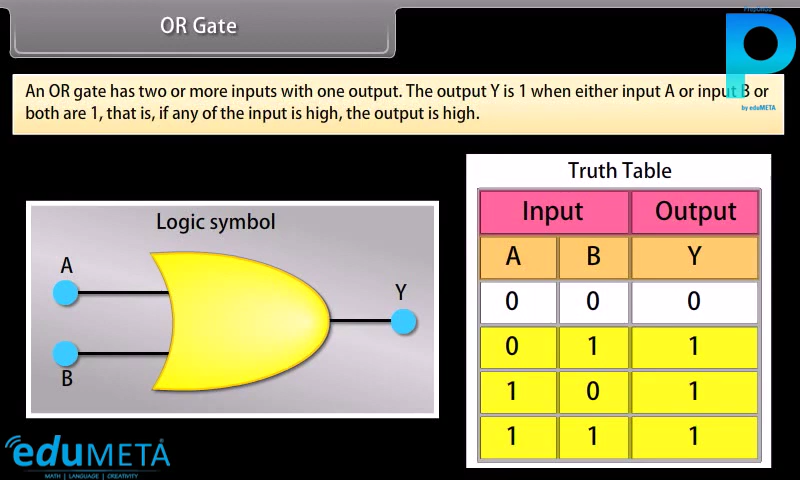 OR Gate
Preponda
by eduMETA
An OR gate has two or more inputs with one output. The output Y is 1 when either input A or input B or
both are 1, that is, if any of the input is high, the output is high.
Logic symbol
A
B
Y
Truth Table
Input Output
A B Y
0 0 0
0 1 1
1 0 1
1 1 1
eduMETA
MATH | LANGUAGE | CREATIVITY